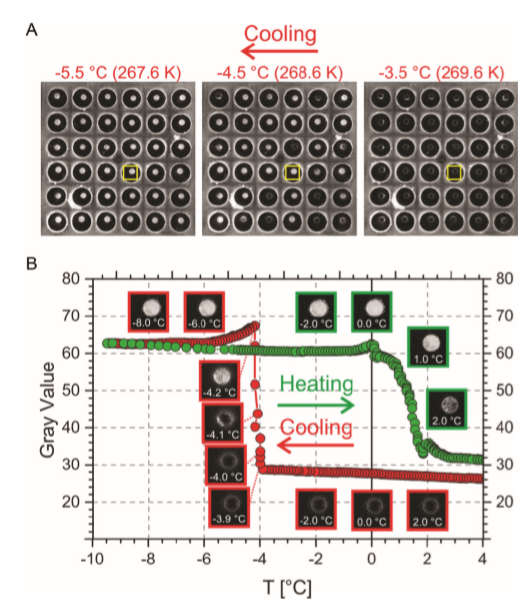 A
Cooling
-5.5 °C (267.6 K) -4.5 °C (268.6 K) -3.5 °C (269.6 K)
B
80 80
70 70
60 60
50 50
40 40
30 30
20 20
-8.0 °C -6.0 °C -2.0 °C 0.0 °C
1.0 °C
-4.2 °C
Heating
2.0 °C
-4.1 °C
Cooling
-4.0 °C
-3.9 °C -2.0 °C 0.0 °C 2.0 °C
Gray Value
-10 -8 -6 -4 -2 0 2 4
T [°C]